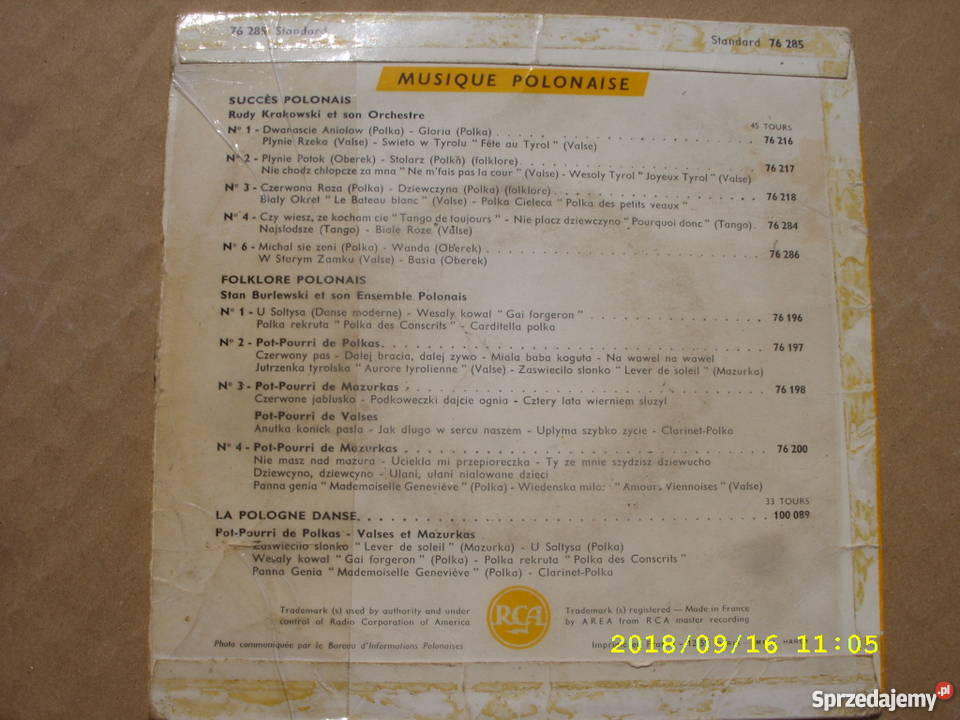 76 285 Standard
Standard 76 285
MUSIQUE POLONAISE
SUCCÈS POLONAIS
Rudy Krakowski et son Orchestre
45 TOURS
N° 1 - Dwanascie Aniolow (Polka) - Gloria (Polka) 76 216
Plynie Rzeka (Valse) - Swieto w Tyrolu " Fête au Tyrol " (Valse)
N° 2 - Plynie Potok (Oberek) - Stolarz (Polka) (folklore) 76 217
Nie chodz chlopcze za mna " Ne m'fais pas la cour " (Valse) - Wesoly Tyrol " Joyeux Tyrol " (Valse)
N° 3 - Czerwona Roza (Polka) - Dziewczyna (Polka) (folklore) 76 218
Bialy Okret " Le Bateau blanc " (Valse) - Polka Cieleca " Polka des petits veaux "
N° 4 - Czy wiesz, ze kocham cie " Tango de toujours " - Nie placz dziewczyno " Pourquoi donc " (Tango) 76 284
Najslodsze (Tango) - Biale Roze (Valse)
N° 6 - Michal sie zeni (Polka) - Wanda (Oberek) 76 286
W Starym Zamku (Valse) - Basia (Oberek)
FOLKLORE POLONAIS
Stan Burlewski et son Ensemble Polonais
N° 1 - U Soltysa (Danse moderne) - Wesaly kowal " Gai forgeron " 76 196
Polka rekruta " Polka des Conscrits " - Carditella polka
N° 2 - Pot-Pourri de Polkas 76 197
Czerwony pas - Dalej bracia, dalej zywo - Miala baba koguta - Na wawel na wawel
Jutrzenka tyrolska " Aurore tyrolienne " (Valse) - Zaswiecilo slonko " Lever de soleil " (Mazurka)
N° 3 - Pot-Pourri de Mazurkas 76 198
Czerwone jablusko - Podkoweczki dajcie ognia - Cztery lata wierniem sluzyl
Pot-Pourri de Valses
Anulka konick pasla - Jak dlugo w sercu naszem - Uplyma szybko zycie - Clarinet-Polka
N° 4 - Pot-Pourri de Mazurkas 76 200
Nie masz nad mazura - Uciekla mi przepioreczka - Ty ze mnie szydzisz dziewucho
Dziewcyno, dziewcyno - Ulani, ulani nialowane dzieci
Panna genia " Mademoiselle Geneviéve " (Polka) - Wiedenska milo: " Amour Viennoises " (Valse)
33 TOURS
LA POLOGNE DANSE 100 089
Pot-Pourri de Polkas - Valses et Mazurkas
Zaswiecilo slonko " Lever de soleil " (Mazurka) - U Soltysa (Polka)
Wesaly kowal " Gai forgeron " (Polka) - Polka rekruta " Polka des Conscrits "
Panna Genia " Mademoiselle Geneviéve " (Polka) - Clarinet-Polka
Trademark (s) used by authority and under
control of Radio Corporation of America
RCA
Trademark (s) registered — Made in France
by AREA from RCA master recording
Photo communiquée par le Bureau d'Informations Polonaises
2018/09/16 11:05
Sprzedajemy.pl